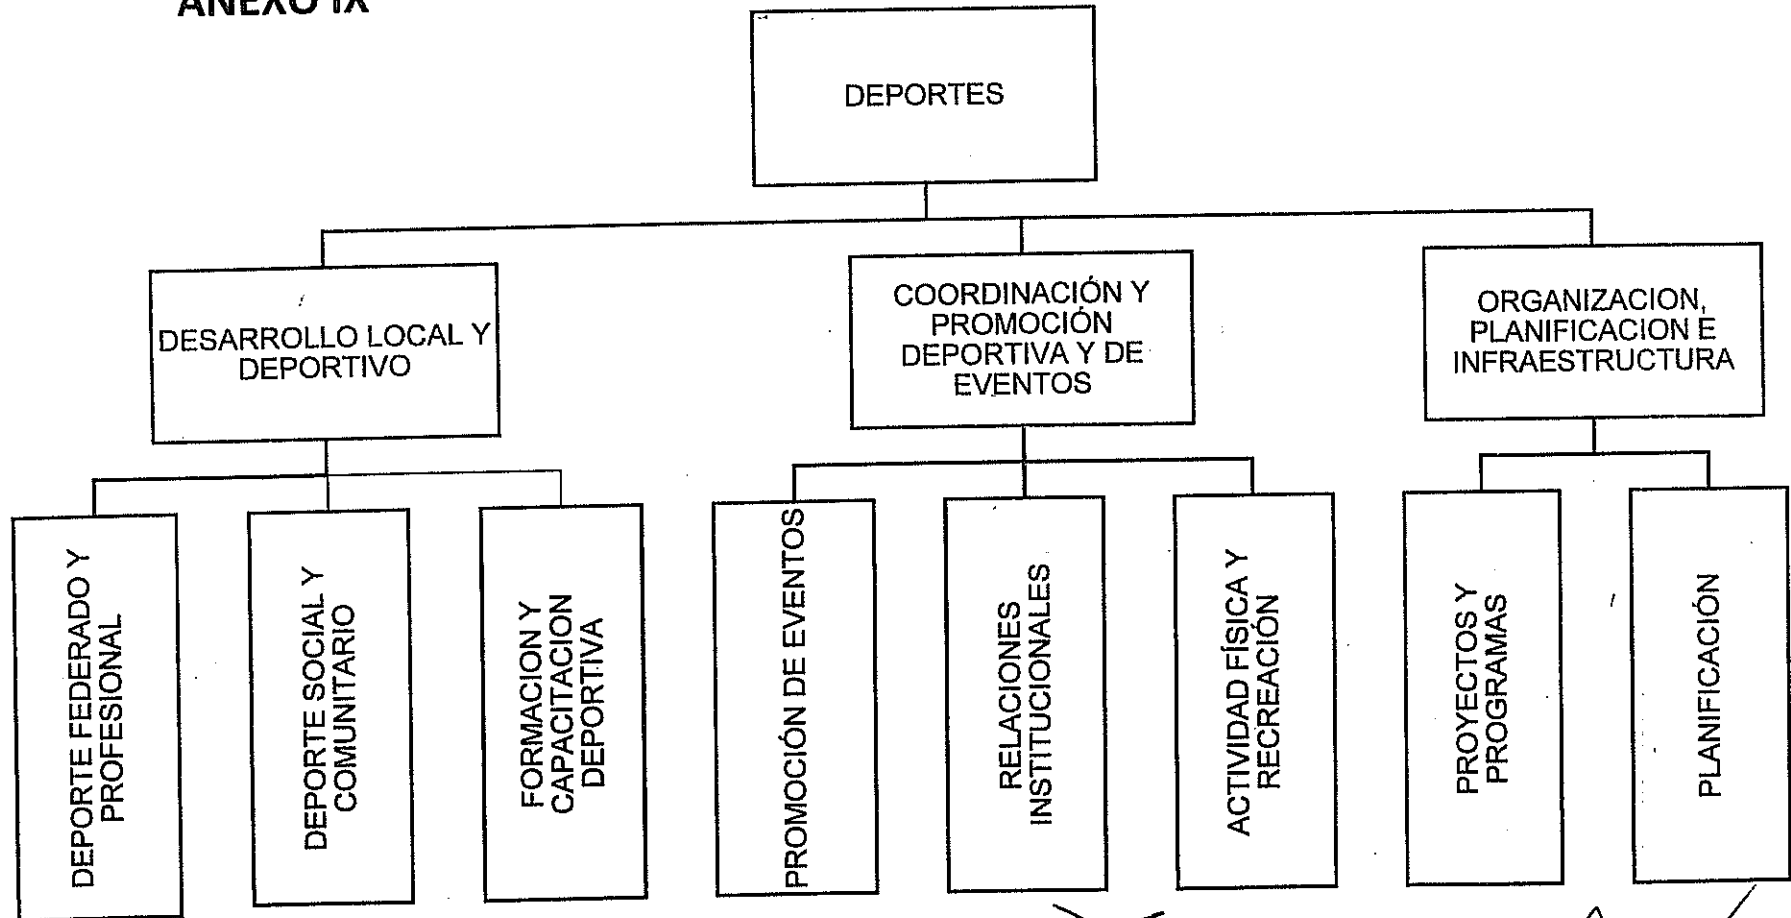 ANEXO IX
DEPORTES
DESARROLLO LOCAL Y
DEPORTIVO
COORDINACIÓN Y
PROMOCIÓN
DEPORTIVA Y DE
EVENTOS
ORGANIZACION,
PLANIFICACION E
INFRAESTRUCTURA
DEPORTE FEDERADO Y
PROFESIONAL
DEPORTE SOCIAL Y
COMUNITARIO
FORMACION Y
CAPACITACION
DEPORTIVA
PROMOCIÓN DE EVENTOS
RELACIONES
INSTITUCIONALES
ACTIVIDAD FÍSICA Y
RECREACIÓN
PROYECTOS Y
PROGRAMAS
PLANIFICACIÓN